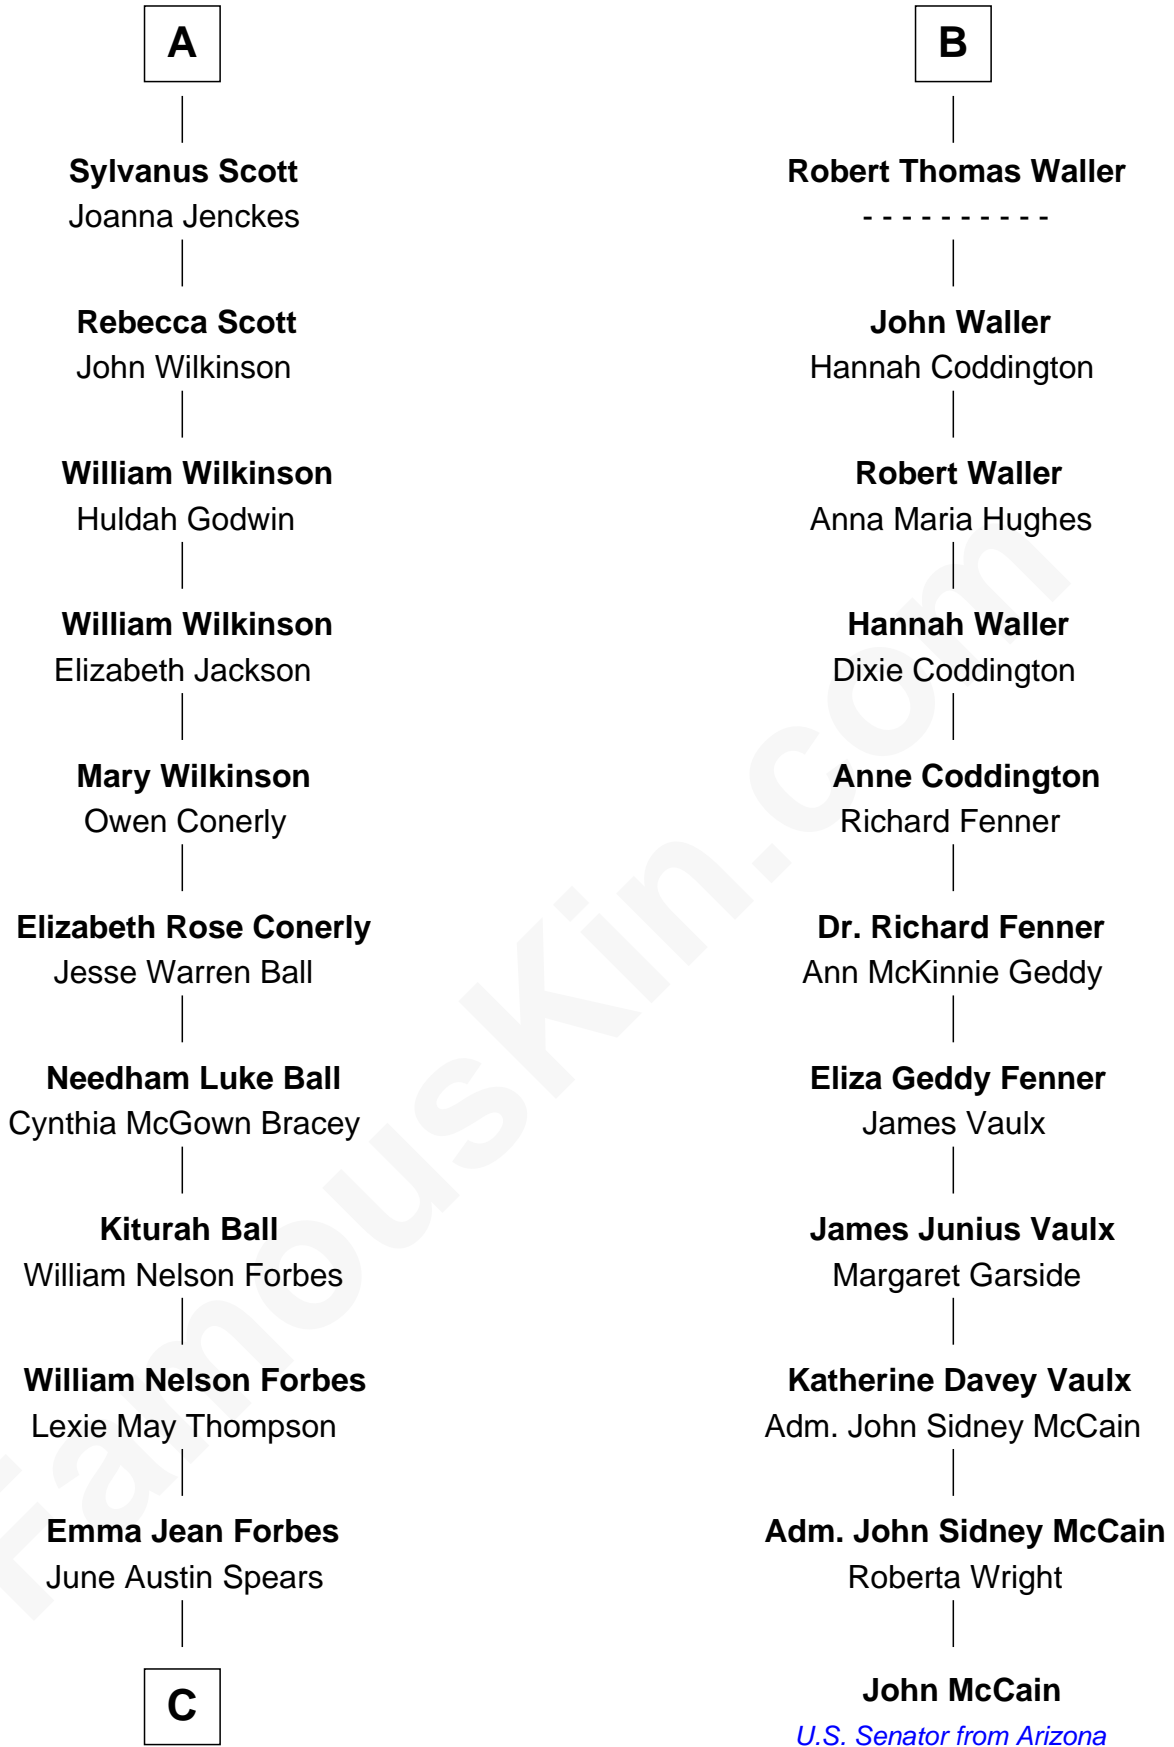 A
Sylvanus Scott
Joanna Jenckes
Rebecca Scott
John Wilkinson
William Wilkinson
Huldah Godwin
William Wilkinson
Elizabeth Jackson
Mary Wilkinson
Owen Conerly
Elizabeth Rose Conerly
Jesse Warren Ball
Needham Luke Ball
Cynthia McGown Bracey
Kiturah Ball
William Nelson Forbes
William Nelson Forbes
Lexie May Thompson
Emma Jean Forbes
June Austin Spears
C
B
Robert Thomas Waller
- - - - - - - - - -
John Waller
Hannah Coddington
Robert Waller
Anna Maria Hughes
Hannah Waller
Dixie Coddington
Anne Coddington
Richard Fenner
Dr. Richard Fenner
Ann McKinnie Geddy
Eliza Geddy Fenner
James Vaulx
James Junius Vaulx
Margaret Garside
Katherine Davey Vaulx
Adm. John Sidney McCain
Adm. John Sidney McCain
Roberta Wright
John McCain
U.S. Senator from Arizona
FamousKin.com